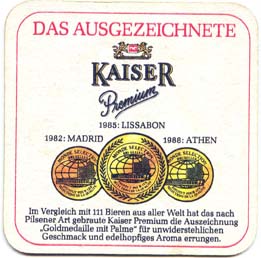 DAS AUSGEZEICHNETE
KAISER
Premium
1985: LISSABON
1982: MADRID
1988: ATHEN
Im Vergleich mit 111 Bieren aus aller Welt hat das nach
Pilsener Art gebraute Kaiser Premium die Auszeichnung
„Goldmedaille mit Palme" für unwiderstehlichen
Geschmack und edelhopfiges Aroma errungen.